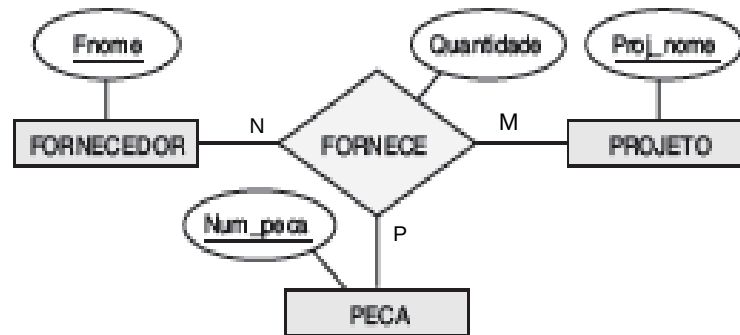 Fnome
Quantidade
Proj_nome
FORNECEDOR
N
FORNECE
M
PROJETO
Num_peca
P
PECA